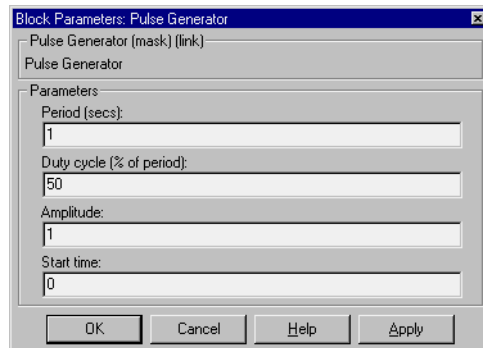 Block Parameters: Pulse Generator
Pulse Generator (mask) (link)
Pulse Generator
Parameters
Period (secs):
1
Duty cycle (% of period):
50
Amplitude:
1
Start time:
0
OK Cancel Help Apply